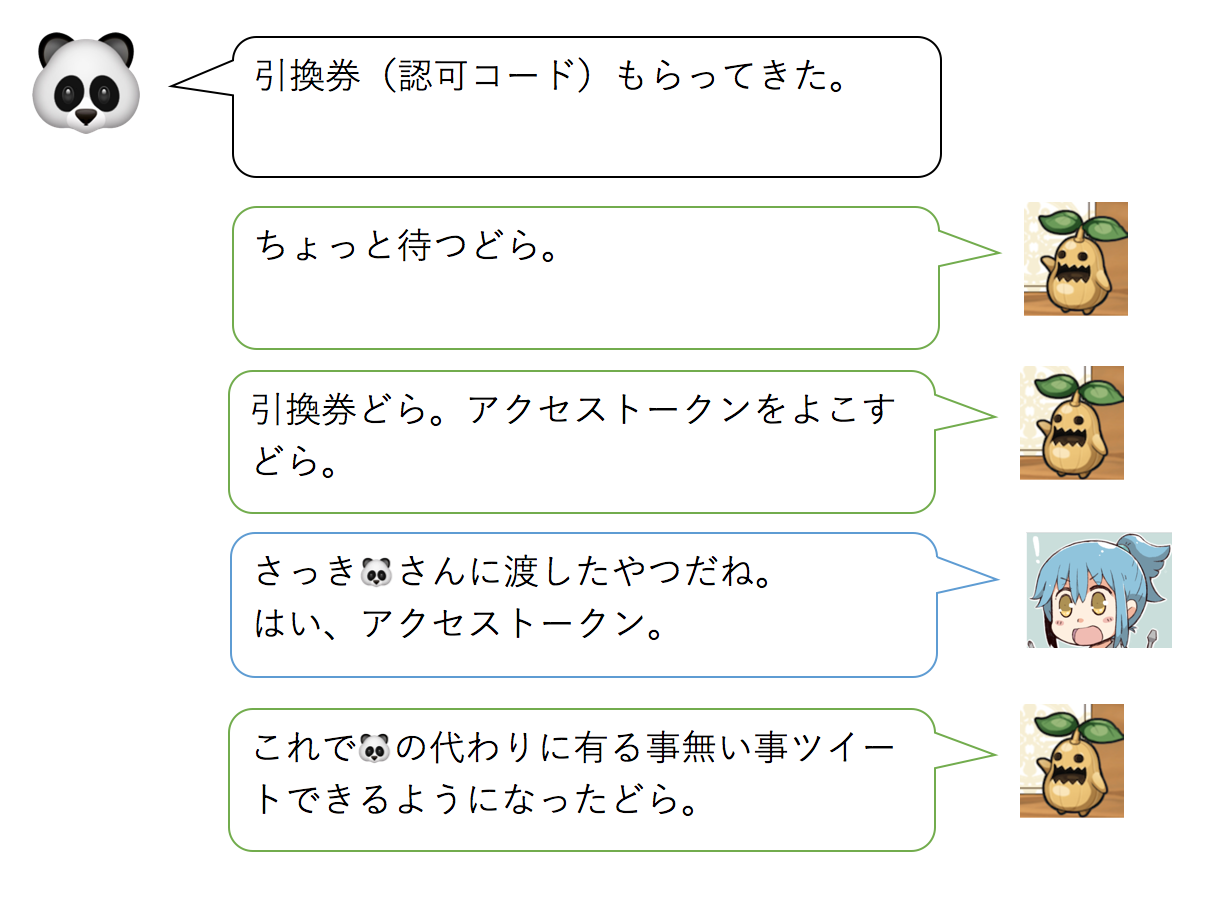 引換券（認可コード）もらってきた。
ちょっと待つどら。
引換券どら。アクセストークンをよこす
どら。
さっき🐼さんに渡したやつだね。
はい、アクセストークン。
これで🐼の代わりに有る事無い事ツイー
トできるようになったどら。